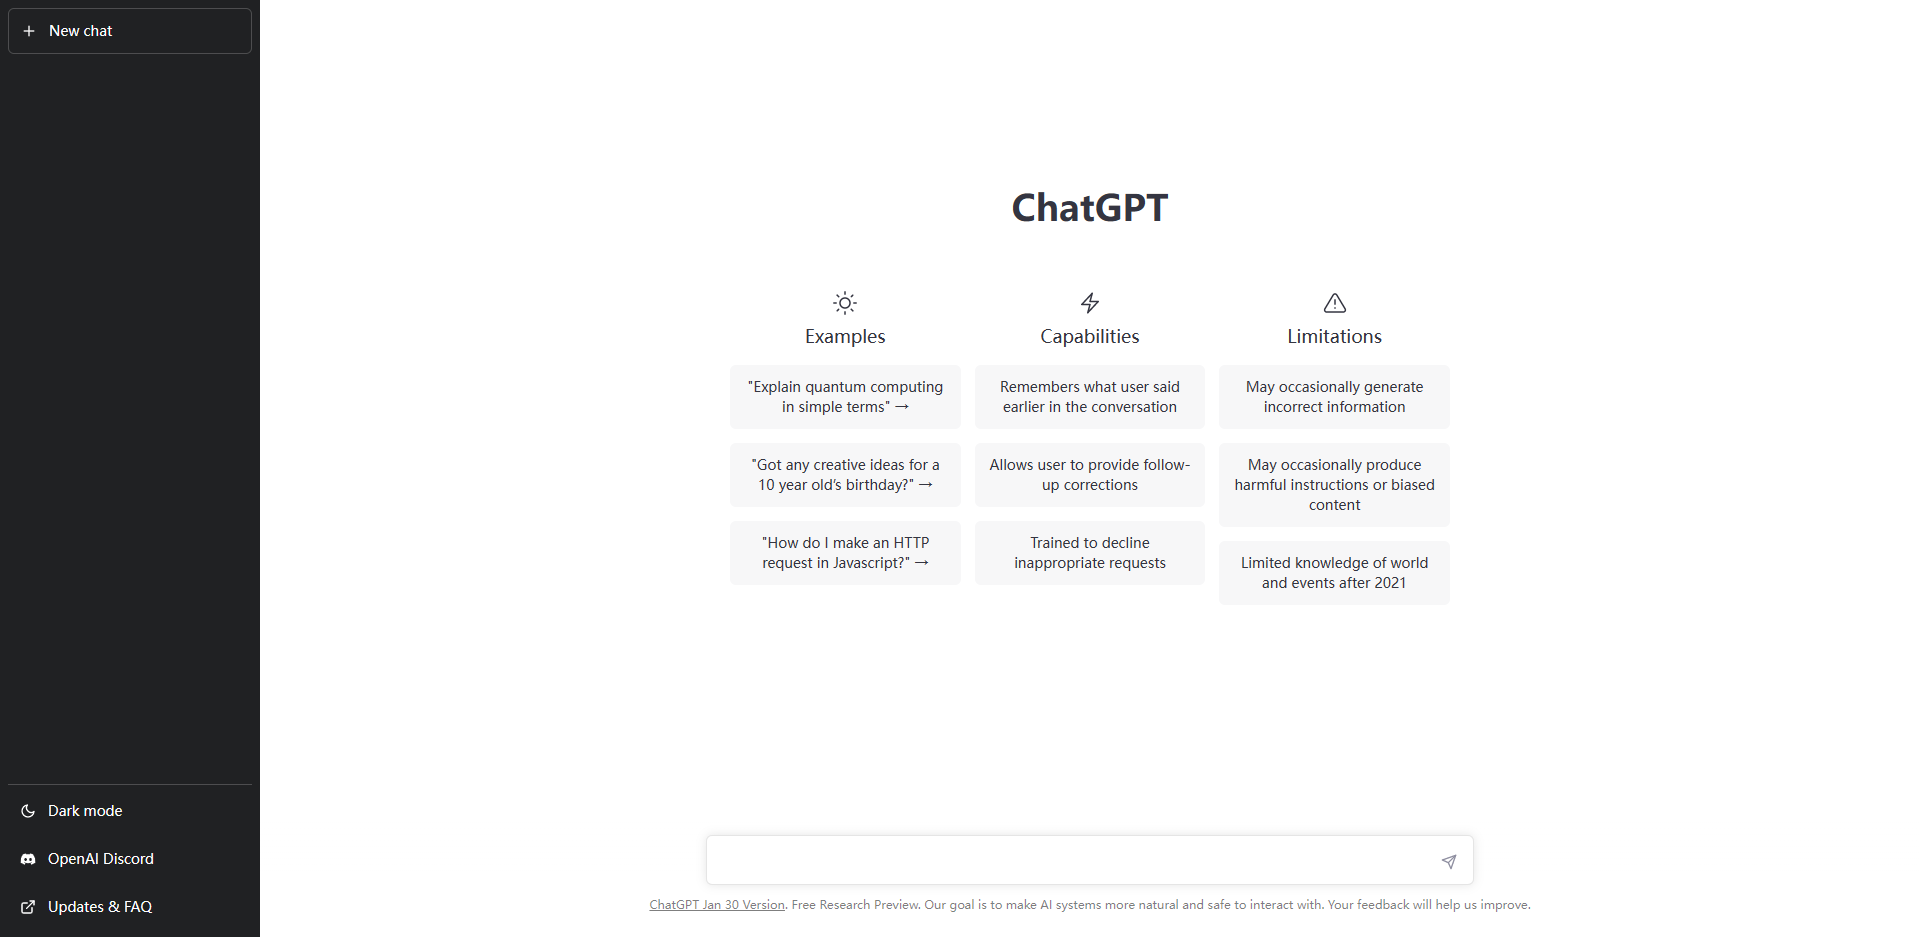 New chat
Dark mode
OpenAI Discord
Updates & FAQ
ChatGPT
Examples
"Explain quantum computing
in simple terms" →
"Got any creative ideas for a
10 year old’s birthday?" →
"How do I make an HTTP
request in Javascript?" →
Capabilities
Remembers what user said
earlier in the conversation
Allows user to provide follow-
up corrections
Trained to decline
inappropriate requests
Limitations
May occasionally generate
incorrect information
May occasionally produce
harmful instructions or biased
content
Limited knowledge of world
and events after 2021
ChatGPT Jan 30 Version. Free Research Preview. Our goal is to make AI systems more natural and safe to interact with. Your feedback will help us improve.